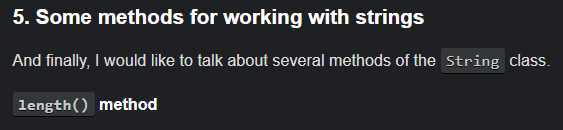 5. Some methods for working with strings
And finally, I would like to talk about several methods of the String class.
length() method